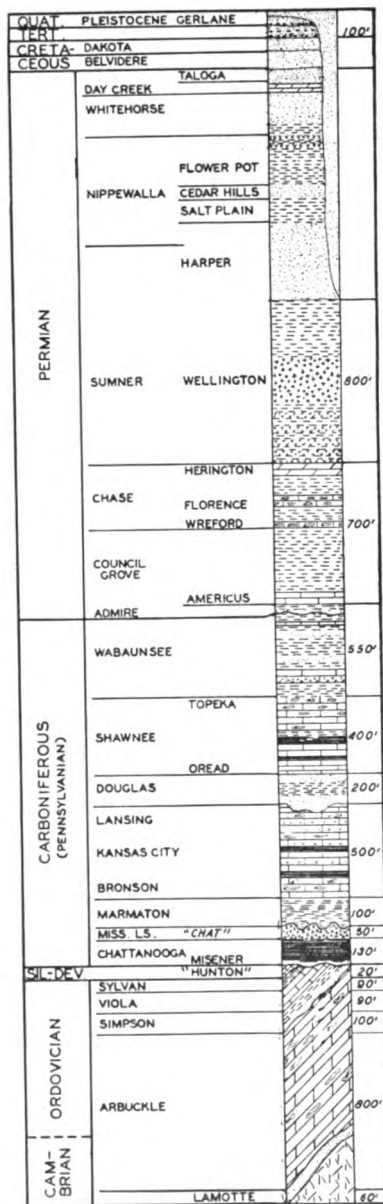 QUAT. PLEISTOCENE GERLANE
TERT. 100'
CRETA- DAKOTA
CEOUS BELVIDERE
TALOGA
DAY CREEK
WHITEHORSE
FLOWER POT
NIPPEWALLA CEDAR HILLS
SALT PLAIN
HARPER
PERMIAN
SUMNER WELLINGTON 800'
HERINGTON
CHASE
FLORENCE
WREFORD 700'
COUNCIL
GROVE
AMERICUS
ADMIRE
WABAUNSEE 550'
TOPEKA
SHAWNEE 400'
OREAD
DOUGLAS 200'
CARBONIFEROUS
(PENNSYLVANIAN)
LANSING
KANSAS CITY 500'
BRONSON
MARMATON 100'
MISS. LS. "CHAT" 50'
CHATTANOOGA 130'
MISENER
SIL-DEV. "HUNTON" 20'
SYLVAN 90'
VIOLA 90'
SIMPSON 100'
ORDOVICIAN
ARBUCKLE 800'
CAM-
BRIAN
LAMOTTE 60'